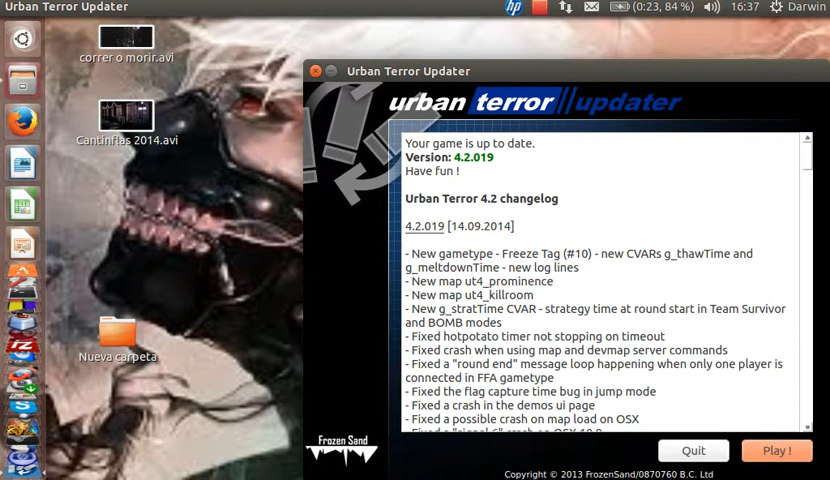 Urban Terror Updater
hp
(0:23, 84 %)
16:37
Darwin
correr o morir.avi
Cantinflas 2014.avi
Nueva carpeta
Urban Terror Updater
urban terror updater
Your game is up to date.
Version: 4.2.019
Have fun !
Urban Terror 4.2 changelog
4.2.019 [14.09.2014]
- New gametype - Freeze Tag (#10) - new CVARs g_thawTime and
g_meltdownTime - new log lines
- New map ut4_prominence
- New map ut4_killroom
- New g_stratTime CVAR - strategy time at round start in Team Survivor
and BOMB modes
- Fixed hotpotato timer not stopping on timeout
- Fixed crash when using map and devmap server commands
- Fixed a "round end" message loop happening when only one player is
connected in FFA gametype
- Fixed the flag capture time bug in jump mode
- Fixed a crash in the demos ui page
- Fixed a possible crash on map load on OSX
Frozen Sand
Quit
Play !
Copyright © 2013 FrozenSand/0870760 B.C. Ltd